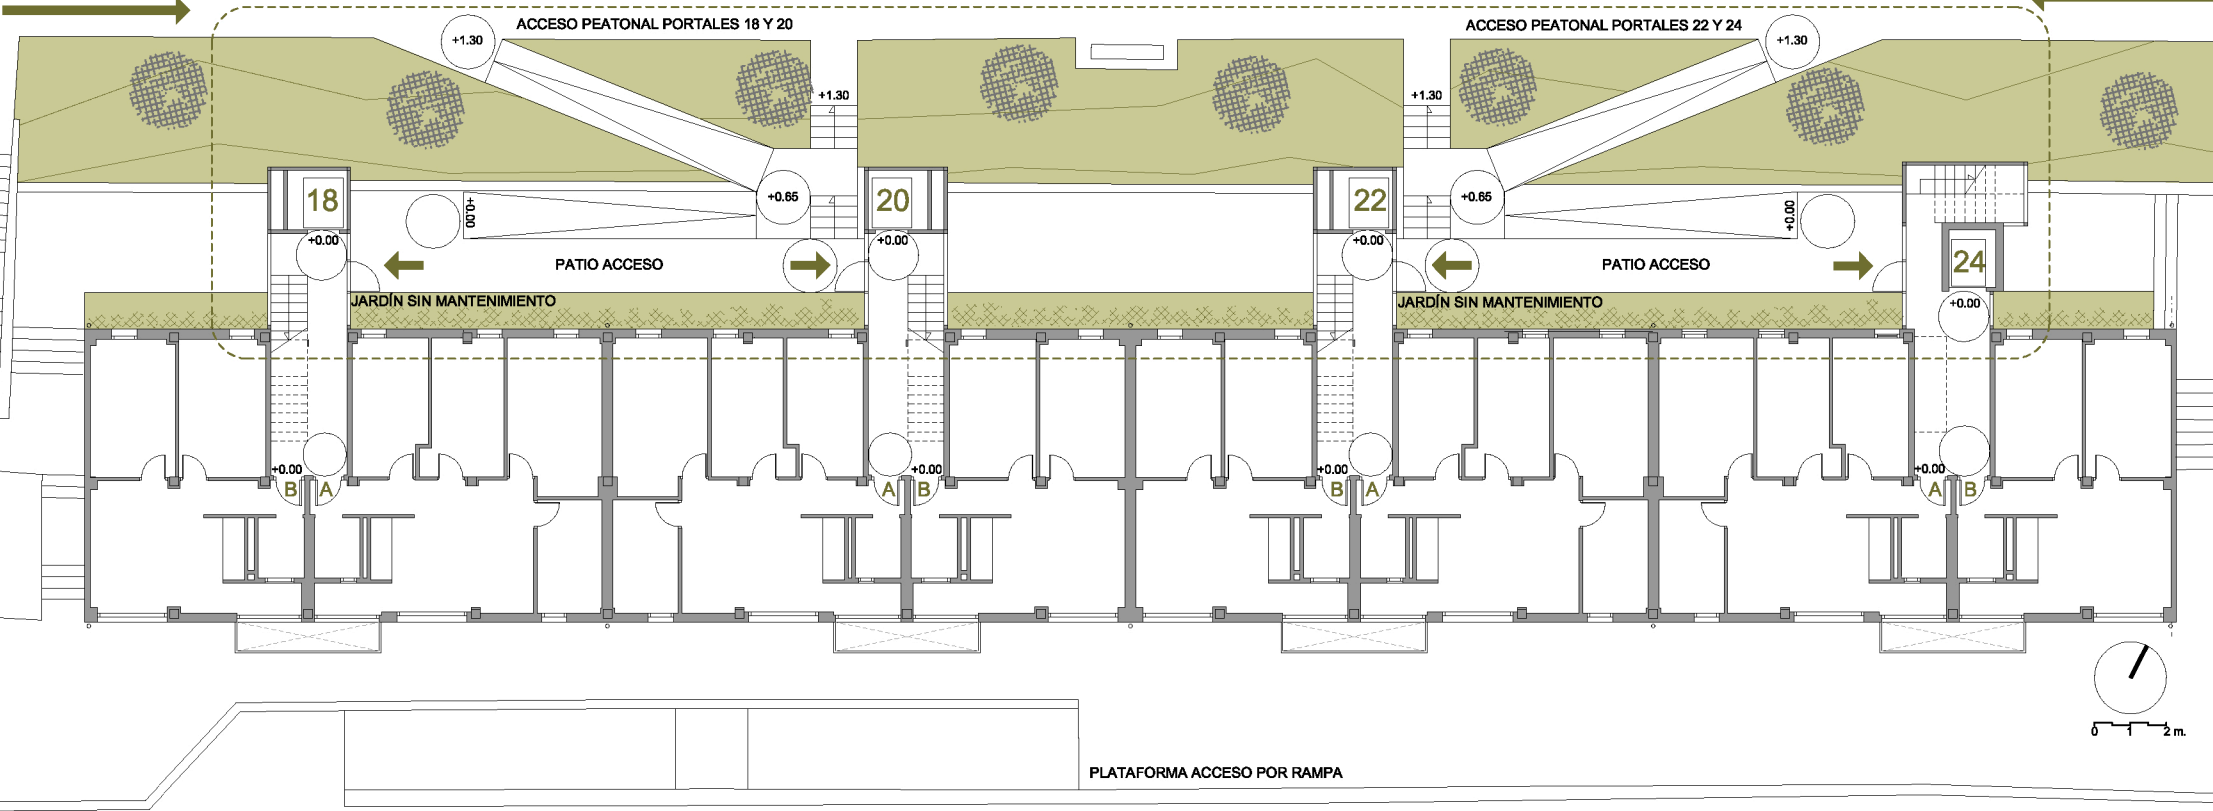 ACCESO PEATONAL PORTALES 18 Y 20
ACCESO PEATONAL PORTALES 22 Y 24
+1.30
+1.30
+1.30
+1.30
18
+0.00
+0.65
20
22
+0.65
+0.00
24
+0.00
+0.00
+0.00
PATIO ACCESO
PATIO ACCESO
+0.00
JARDÍN SIN MANTENIMIENTO
JARDÍN SIN MANTENIMIENTO
+0.00
+0.00
+0.00
+0.00
B A
A B
B A
A B
0 1 2 m.
PLATAFORMA ACCESO POR RAMPA